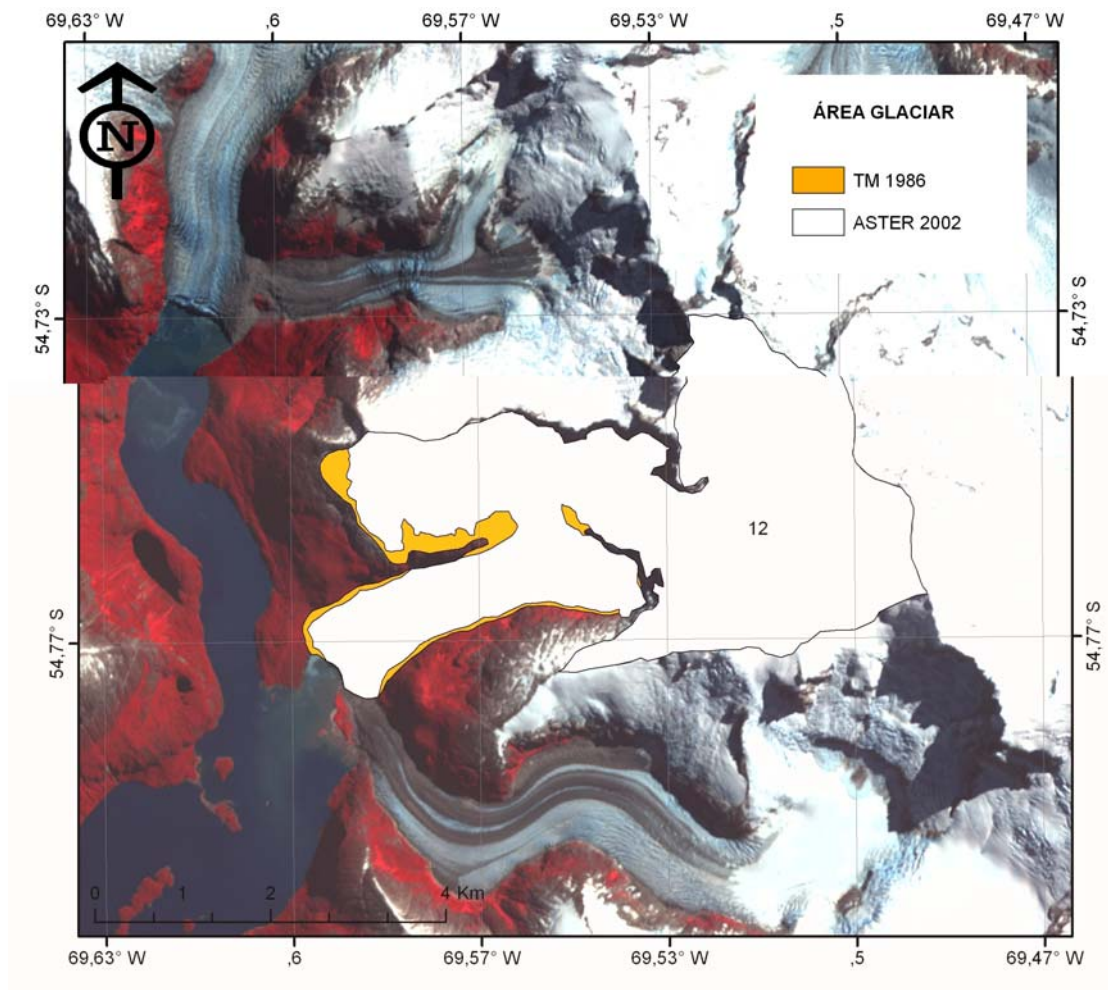 69,63° W ,6 69,57° W 69,53° W ,5 69,47° W
N
ÁREA GLACIAR
TM 1986
ASTER 2002
54,73° S 54,73° S
12
54,77° S 54,77° S
0 1 2 4 Km
69,63° W ,6 69,57° W 69,53° W ,5 69,47° W